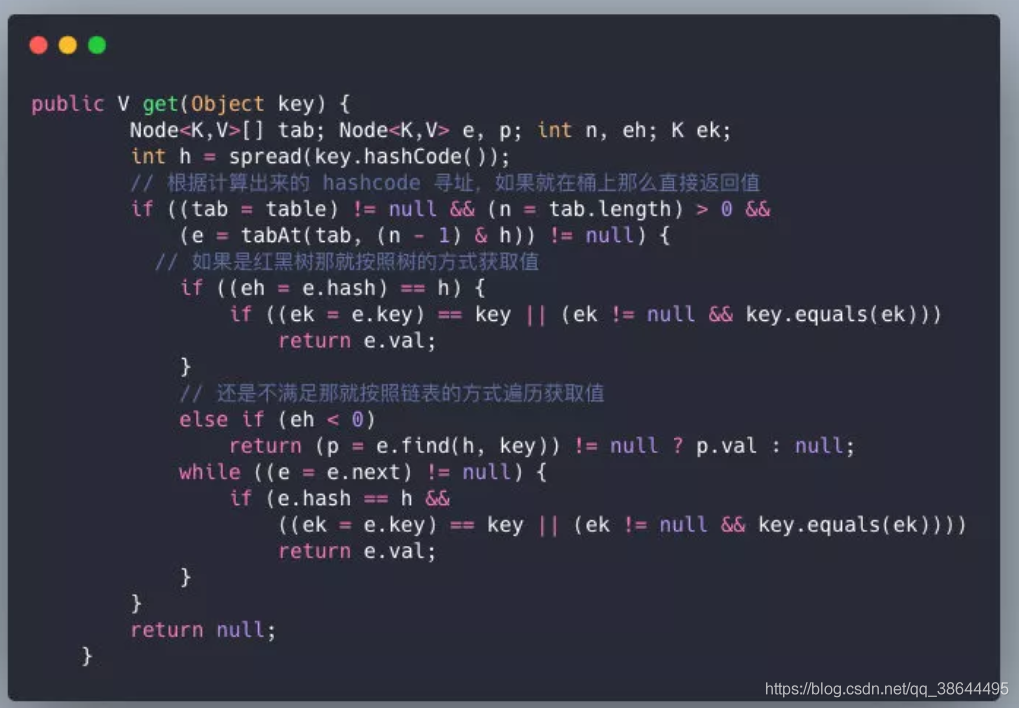 public V get(Object key) {
        Node<K,V>[] tab; Node<K,V> e, p; int n, eh; K ek;
        int h = spread(key.hashCode());
        // 根据计算出来的 hashcode 寻址，如果就在桶上那么直接返回值
        if ((tab = table) != null && (n = tab.length) > 0 &&
            (e = tabAt(tab, (n - 1) & h)) != null) {
          // 如果是红黑树那就按照树的方式获取值
            if ((eh = e.hash) == h) {
                if ((ek = e.key) == key || (ek != null && key.equals(ek)))
                    return e.val;
            }
            // 还是不满足那就按照链表的方式遍历获取值
            else if (eh < 0)
                return (p = e.find(h, key)) != null ? p.val : null;
            while ((e = e.next) != null) {
                if (e.hash == h &&
                    ((ek = e.key) == key || (ek != null && key.equals(ek))))
                    return e.val;
            }
        }
        return null;
    }
https://blog.csdn.net/qq_38644495